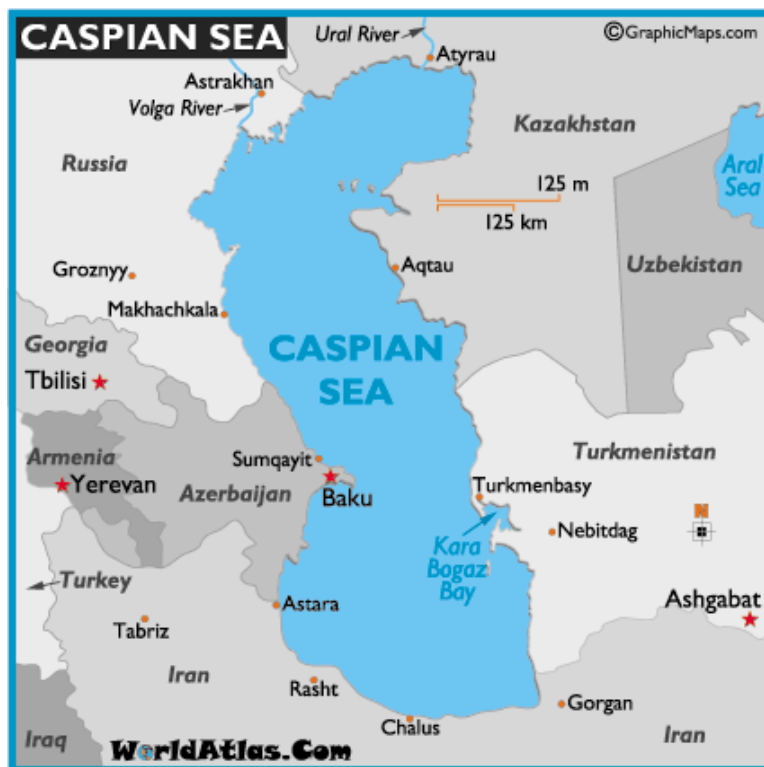 CASPIAN SEA
Ural River
©GraphicMaps.com
Atyrau
Astrakhan
Volga River
Kazakhstan
Russia
Aral
Sea
125 m
125 km
Groznyy
Aqtau
Uzbekistan
Makhachkala
Georgia
Tbilisi
CASPIAN
SEA
Armenia
Yerevan
Sumqayit
Azerbaijan
Baku
Turkmenistan
Turkmenbasy
N
Nebitdag
Kara
Bogaz
Bay
Turkey
Astara
Ashgabat
Tabriz
Iran
Rasht
Chalus
Gorgan
Iraq
WorldAtlas.Com
Iran